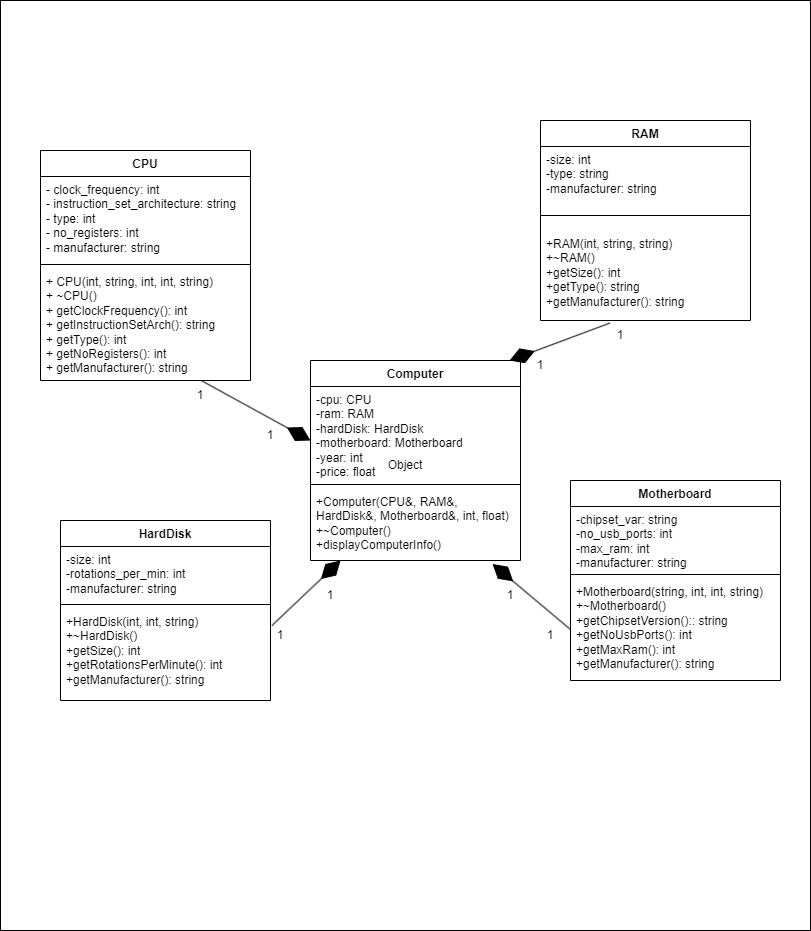 RAM
-size: int
-type: string
-manufacturer: string
+RAM(int, string, string)
+~RAM()
+getSize(): int
+getType(): string
+getManufacturer(): string
CPU
- clock_frequency: int
- instruction_set_architecture: string
- type: int
- no_registers: int
- manufacturer: string
+ CPU(int, string, int, int, string)
+ ~CPU()
+ getClockFrequency(): int
+ getInstructionSetArch(): string
+ getType(): int
+ getNoRegisters(): int
+ getManufacturer(): string
1
1
1
1
Computer
-cpu: CPU
-ram: RAM
-hardDisk: HardDisk
-motherboard: Motherboard
-year: int
-price: float
Object
+Computer(CPU&, RAM&,
HardDisk&, Motherboard&, int, float)
+~Computer()
+displayComputerInfo()
Motherboard
-chipset_var: string
-no_usb_ports: int
-max_ram: int
-manufacturer: string
+Motherboard(string, int, int, string)
+~Motherboard()
+getChipsetVersion():: string
+getNoUsbPorts(): int
+getMaxRam(): int
+getManufacturer(): string
HardDisk
-size: int
-rotations_per_min: int
-manufacturer: string
+HardDisk(int, int, string)
+~HardDisk()
+getSize(): int
+getRotationsPerMinute(): int
+getManufacturer(): string
1
1
1
1